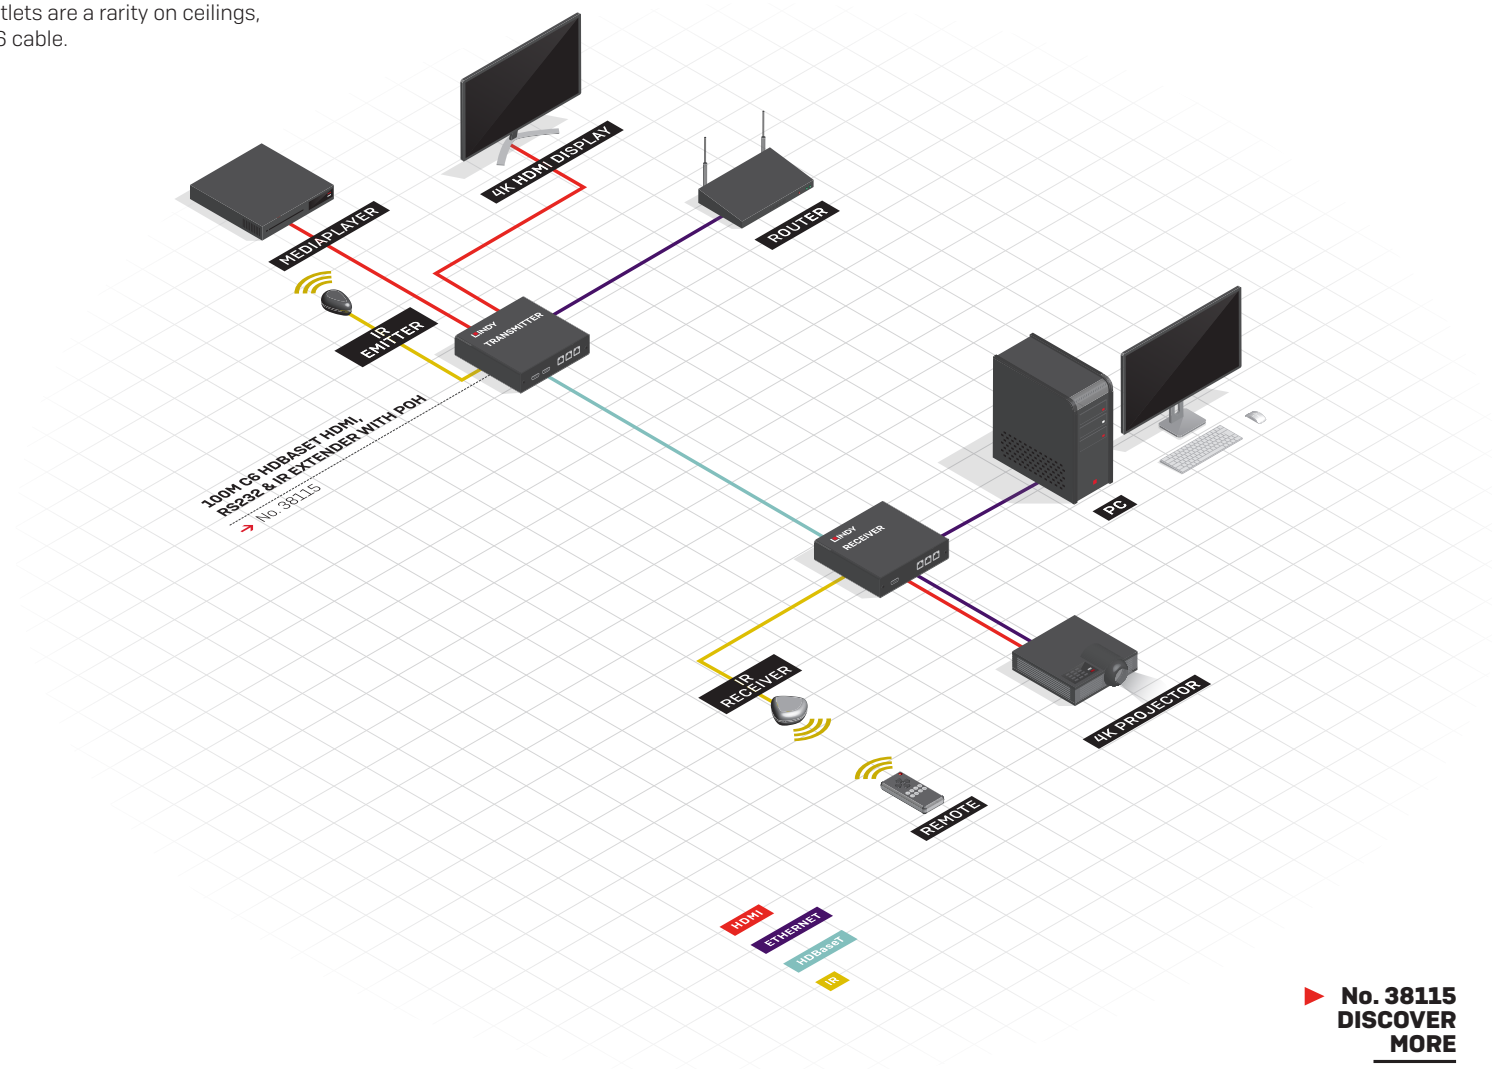 tlets are a rarity on ceilings,
6 cable.
4K HDMI DISPLAY
MEDIAPLAYER
ROUTER
IR
EMITTER
LINDY
TRANSMITTER
100M C6 HDBASET HDMI,
RS232 & IR EXTENDER WITH POH
No. 38115
PC
LINDY
RECEIVER
IR
RECEIVER
4K PROJECTOR
REMOTE
HDMI
ETHERNET
HDBaseT
IR
No. 38115
DISCOVER
MORE